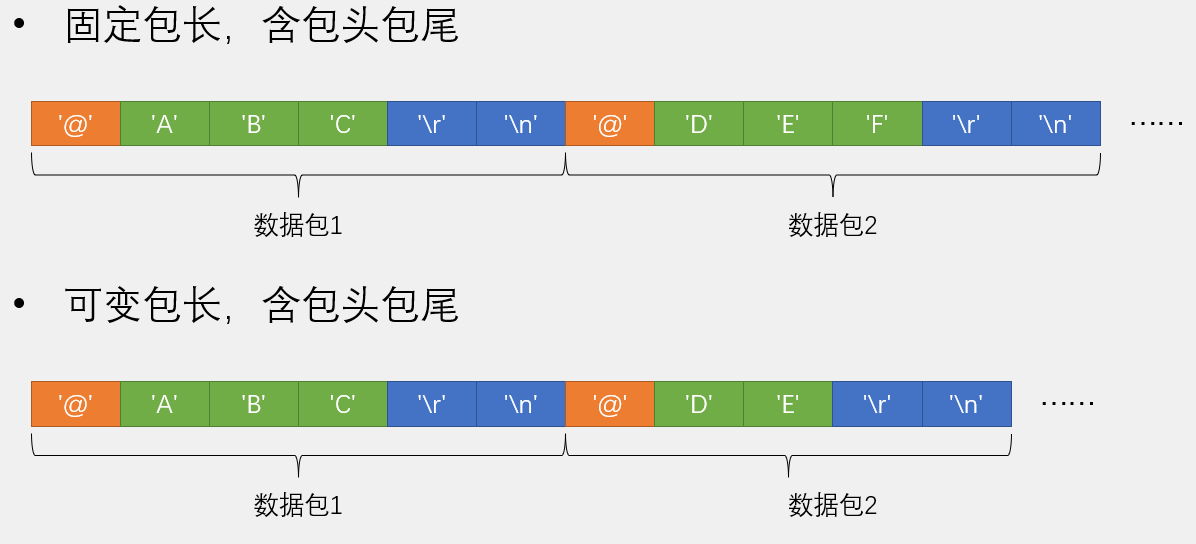 • 固定包长，含包头包尾
'@' 'A' 'B' 'C' '\r' '\n' '@' 'D' 'E' 'F' '\r' '\n' ……
数据包1 数据包2
• 可变包长，含包头包尾
'@' 'A' 'B' 'C' '\r' '\n' '@' 'D' 'E' '\r' '\n' ……
数据包1 数据包2